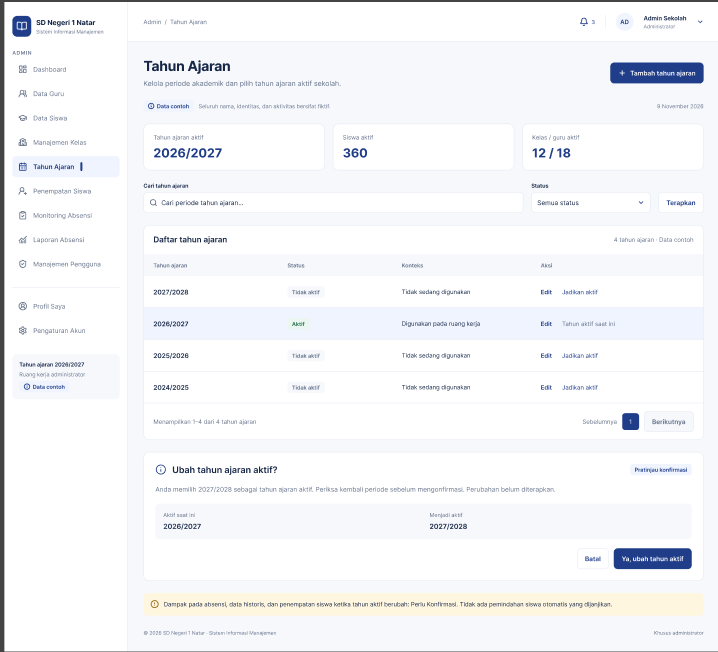 SD Negeri 1 Natar
Sistem Informasi Manajemen
ADMIN
Dashboard
Data Guru
Data Siswa
Manajemen Kelas
Tahun Ajaran
Penempatan Siswa
Monitoring Absensi
Laporan Absensi
Manajemen Pengguna
Profil Saya
Pengaturan Akun
Tahun ajaran 2026/2027
Ruang kerja administrator
Data contoh
Admin / Tahun Ajaran
3
AD
Admin Sekolah
Administrator
Tahun Ajaran
Kelola periode akademik dan pilih tahun ajaran aktif sekolah.
+ Tambah tahun ajaran
Data contoh Seluruh nama, identitas, dan aktivitas bersifat fiktif
9 November 2026
Tahun ajaran aktif
2026/2027
Siswa aktif
360
Kelas / guru aktif
12 / 18
Cari tahun ajaran
Cari periode tahun ajaran...
Status
Semua status
Terapkan
Daftar tahun ajaran
4 tahun ajaran · Data contoh
Tahun ajaran Status Konteks Aksi
2027/2028 Tidak aktif Tidak sedang digunakan Edit Jadikan aktif
2026/2027 Aktif Digunakan pada ruang kerja Edit Tahun aktif saat ini
2025/2026 Tidak aktif Tidak sedang digunakan Edit Jadikan aktif
2024/2025 Tidak aktif Tidak sedang digunakan Edit Jadikan aktif
Menampilkan 1–4 dari 4 tahun ajaran
Sebelumnya 1 Berikutnya
Ubah tahun ajaran aktif?
Pratinjau konfirmasi
Anda memilih 2027/2028 sebagai tahun ajaran aktif. Periksa kembali periode sebelum mengonfirmasi. Perubahan belum diterapkan.
Aktif saat ini
2026/2027
Menjadi aktif
2027/2028
Batal
Ya, ubah tahun aktif
Dampak pada absensi, data historis, dan penempatan siswa ketika tahun aktif berubah: Perlu Konfirmasi. Tidak ada pemindahan siswa otomatis yang dijanjikan.
© 2026 SD Negeri 1 Natar · Sistem Informasi Manajemen
Khusus administrator